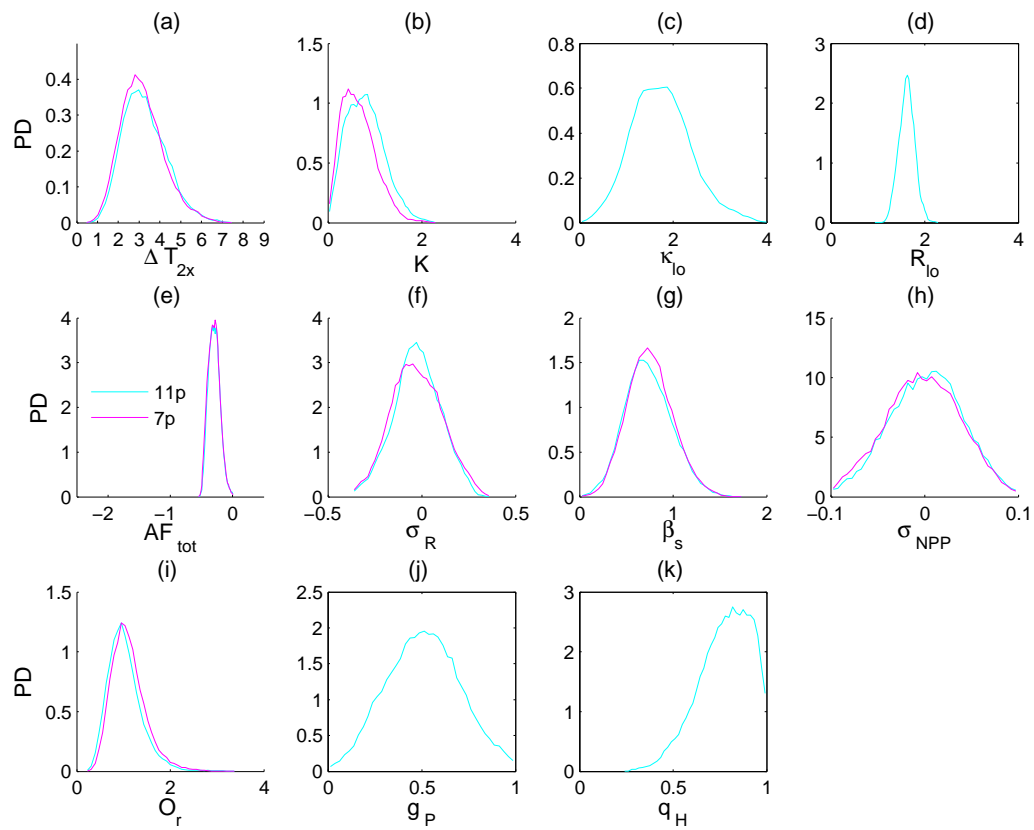 (a) (b) (c) (d)
PD
0 0.1 0.2 0.3 0.4
0 1 2 3 4 5 6 7 8 9
Δ T2x
0 0.5 1 1.5
0 2 4
K
0 0.2 0.4 0.6 0.8
0 1 2 3 4
κlo
0 1 2 3
0 2 4
Rlo
(e) (f) (g) (h)
PD
0 1 2 3 4
11p
7p
−2 −1 0
AFtot
0 1 2 3 4
−0.5 0 0.5
σR
0 0.5 1 1.5 2
0 1 2
βs
0 5 10 15
−0.1 0 0.1
σNPP
(i) (j) (k)
PD
0 0.5 1 1.5
0 2 4
Or
0 0.5 1 1.5 2 2.5
0 0.5 1
gP
0 1 2 3
0 0.5 1
qH